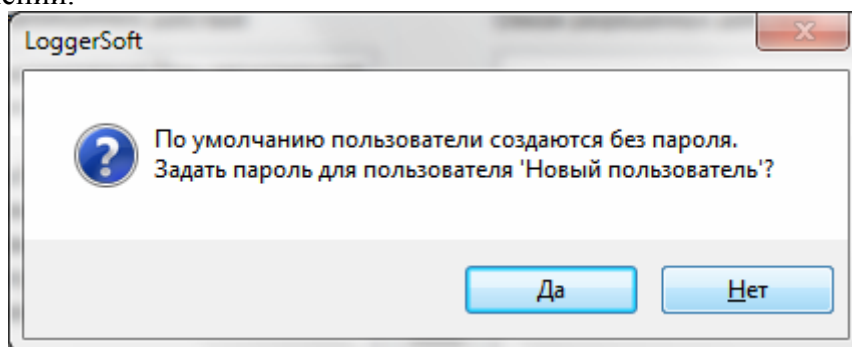 LoggerSoft
По умолчанию пользователи создаются без пароля.
Задать пароль для пользователя 'Новый пользователь'?
Да
Нет